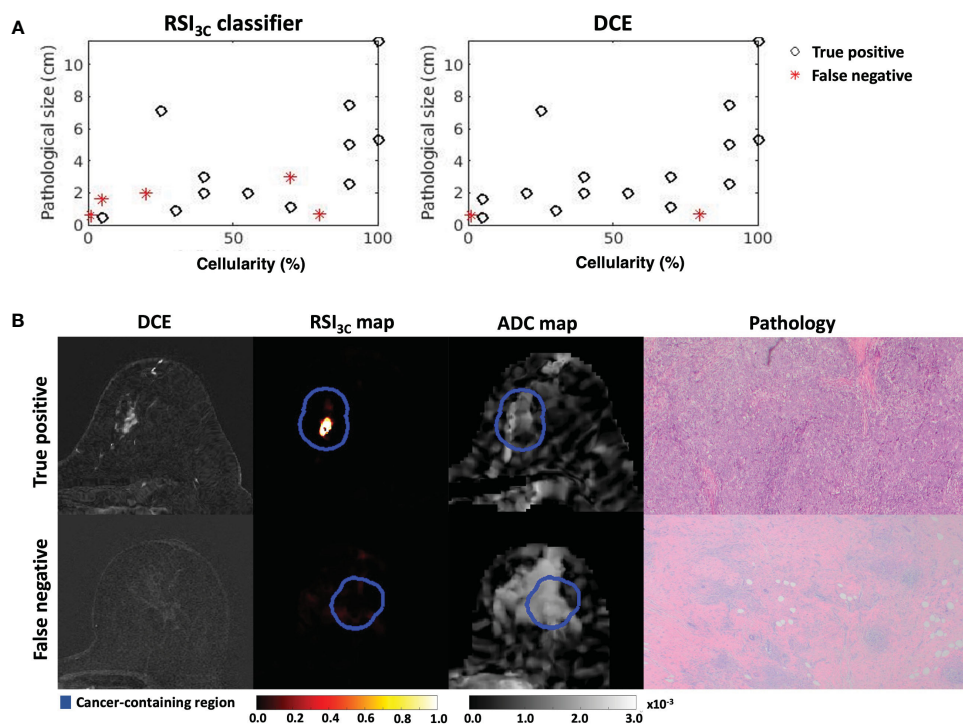 A
RSI3C classifier
DCE
Pathological size (cm)
10
8
6
4
2
0
0
50
100
Cellularity (%)
Pathological size (cm)
10
8
6
4
2
0
0
50
100
Cellularity (%)
True positive
False negative
B
DCE
RSI3C map
ADC map
Pathology
True positive
False negative
Cancer-containing region
0.0 0.2 0.4 0.6 0.8 1.0
0.0 1.0 2.0 3.0
x10-3